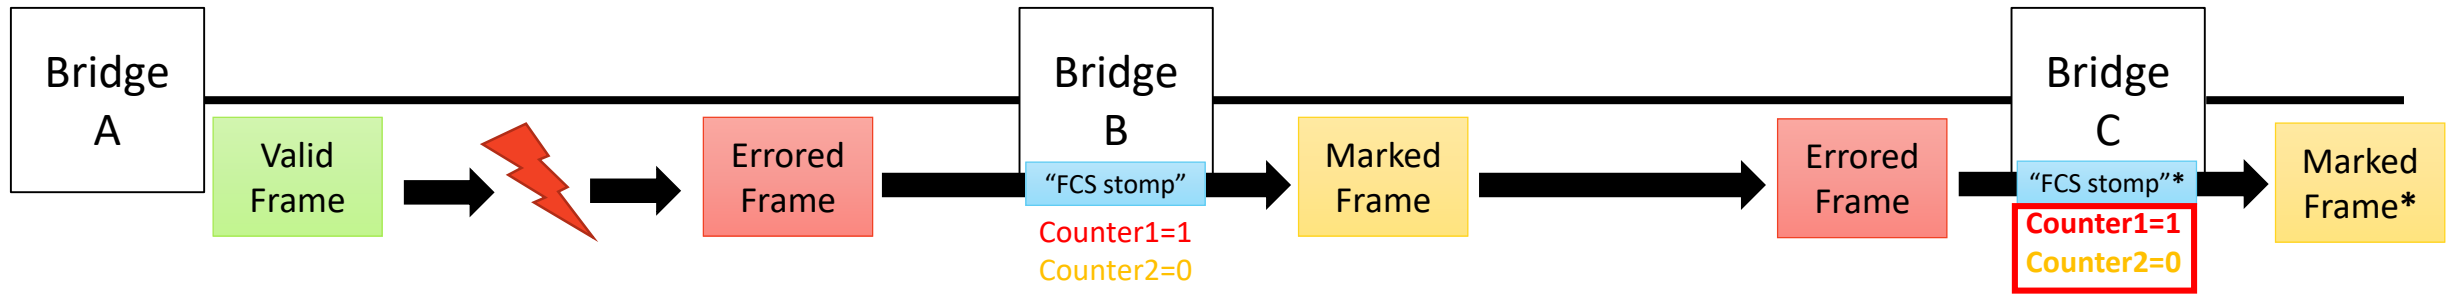 Bridge
A
Valid
Frame
Errored
Frame
Bridge
B
“FCS stomp”
Counter1=1
Counter2=0
Marked
Frame
Errored
Frame
Bridge
C
“FCS stomp”*
Counter1=1
Counter2=0
Marked
Frame*